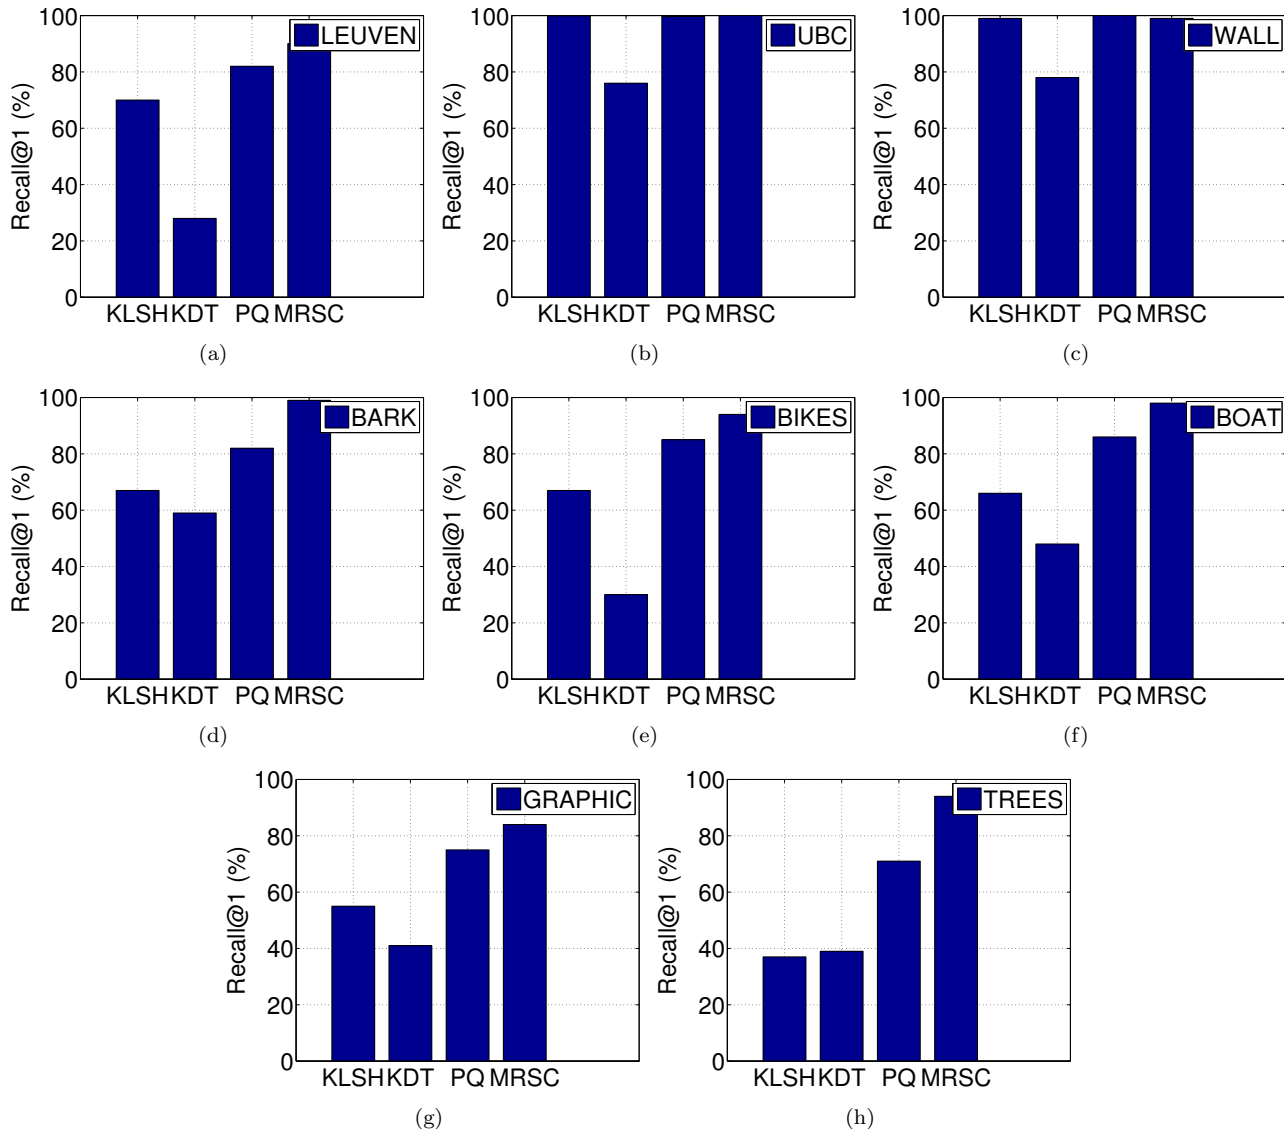 100
80
60
40
20
0
Recall@1 (%)
LEUVEN
KLSH KDT PQ MRSC
(a)
100
80
60
40
20
0
Recall@1 (%)
UBC
KLSH KDT PQ MRSC
(b)
100
80
60
40
20
0
Recall@1 (%)
WALL
KLSH KDT PQ MRSC
(c)
100
80
60
40
20
0
Recall@1 (%)
BARK
KLSH KDT PQ MRSC
(d)
100
80
60
40
20
0
Recall@1 (%)
BIKES
KLSH KDT PQ MRSC
(e)
100
80
60
40
20
0
Recall@1 (%)
BOAT
KLSH KDT PQ MRSC
(f)
100
80
60
40
20
0
Recall@1 (%)
GRAPHIC
KLSH KDT PQ MRSC
(g)
100
80
60
40
20
0
Recall@1 (%)
TREES
KLSH KDT PQ MRSC
(h)